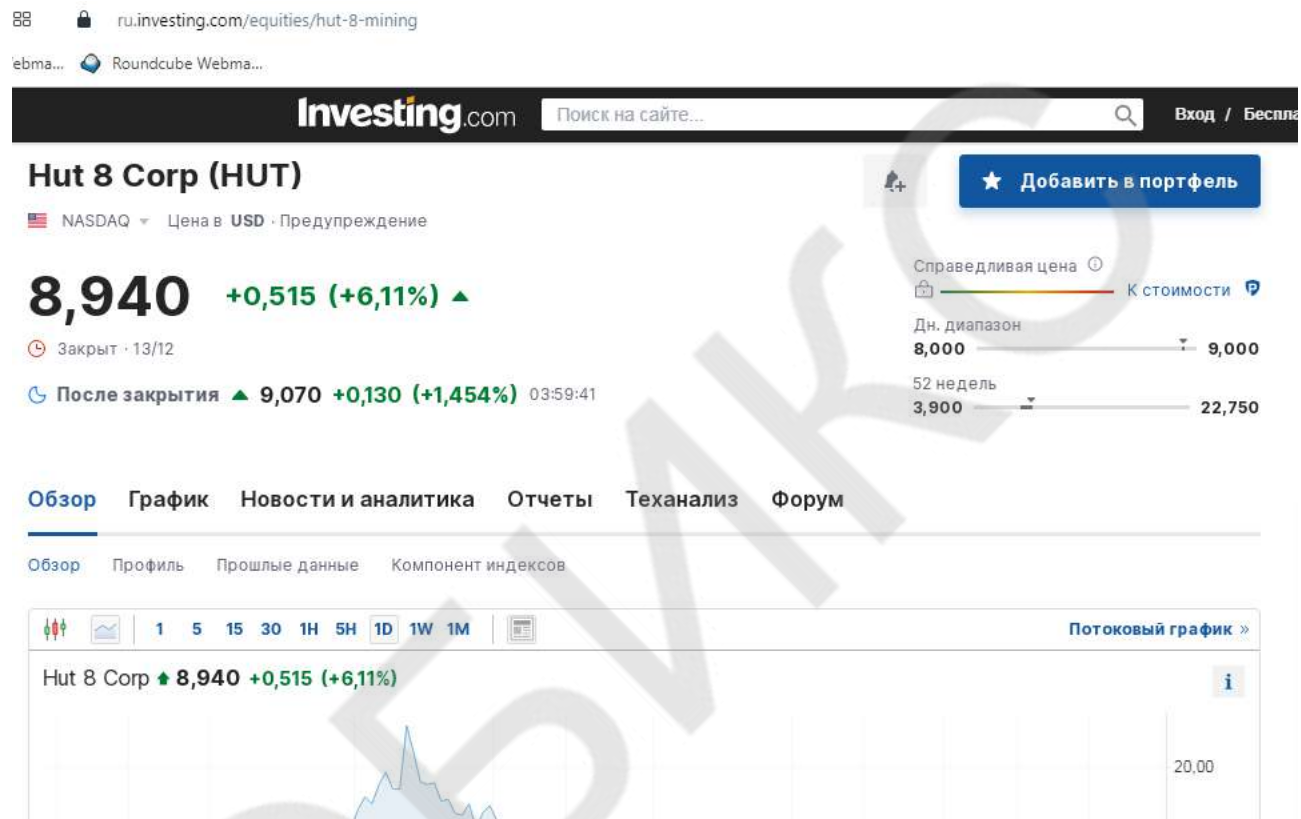 ru.investing.com/equities/hut-8-mining
'ebma... Roundcube Webma...
Investing.com Поиск на сайте... Вход / Беспла
Hut 8 Corp (HUT)
Добавить в портфель
NASDAQ Цена в USD · Предупреждение
8,940 +0,515 (+6,11%)
Закрыт · 13/12
После закрытия 9,070 +0,130 (+1,454%) 03:59:41
Справедливая цена
К стоимости
Дн. диапазон
8,000 9,000
52 недель
3,900 22,750
Обзор График Новости и аналитика Отчеты Теханализ Форум
Обзор Профиль Прошлые данные Компонент индексов
1 5 15 30 1H 5H 1D 1W 1M Потоковый график »
Hut 8 Corp 8,940 +0,515 (+6,11%)
20,00